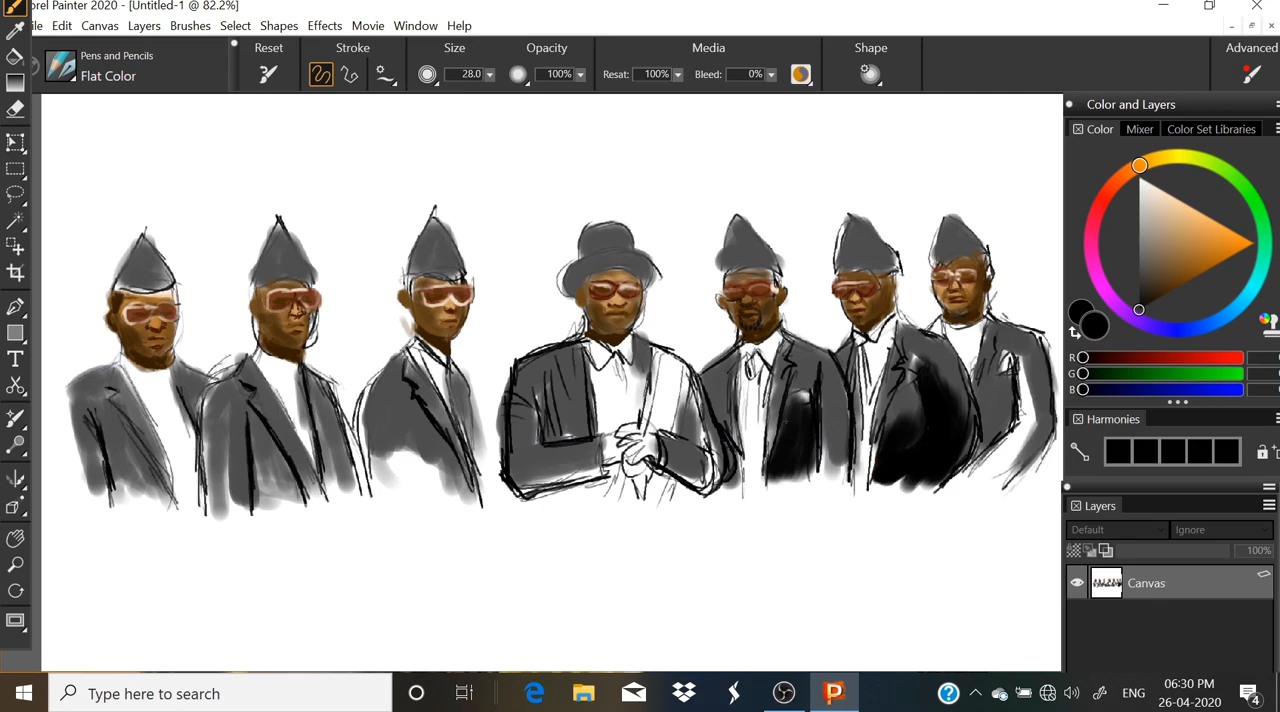 orel Painter 2020 - [Untitled-1 @ 82.2%]
ile Edit Canvas Layers Brushes Select Shapes Effects Movie Window Help
Pens and Pencils
Flat Color
Reset Stroke Size Opacity Media Shape Advanced
28.0 100% Resat: 100% Bleed: 0%
Color and Layers
Color Mixer Color Set Libraries
R
G
B
Harmonies
Layers
Default Ignore
100%
Canvas
Type here to search
ENG
06:30 PM
26-04-2020
4